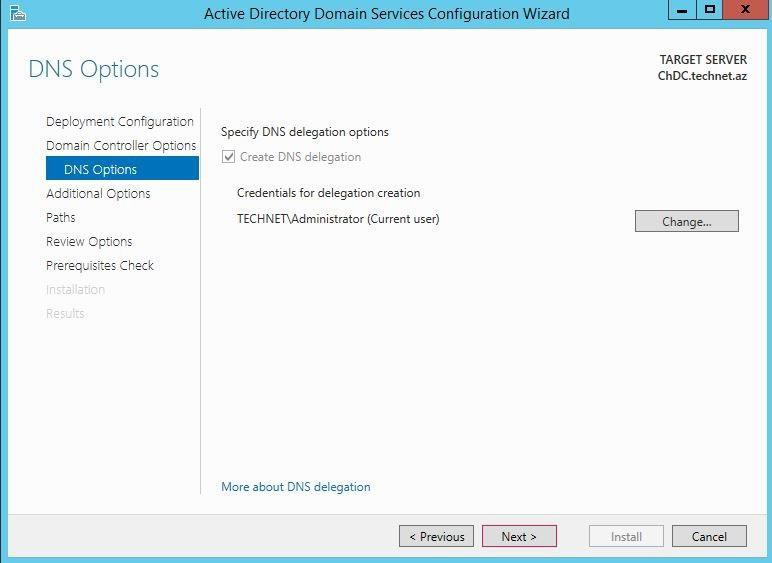 Active Directory Domain Services Configuration Wizard
DNS Options
TARGET SERVER
ChDC.technet.az
Deployment Configuration
Domain Controller Options
DNS Options
Additional Options
Paths
Review Options
Prerequisites Check
Installation
Results
Specify DNS delegation options
Create DNS delegation
Credentials for delegation creation
TECHNET\Administrator (Current user)
Change...
More about DNS delegation
< Previous
Next >
Install
Cancel